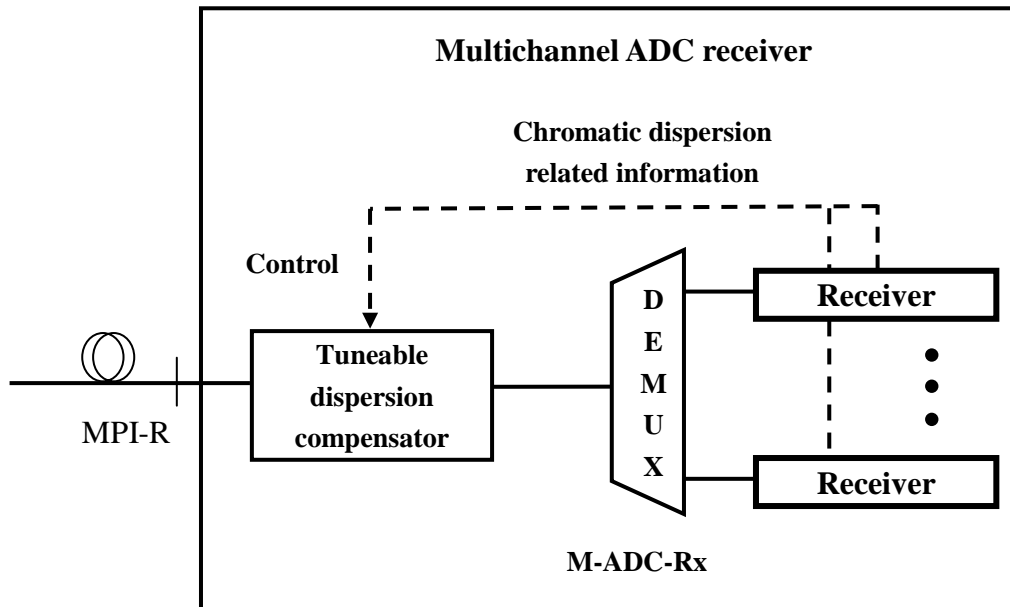 Multichannel ADC receiver
Chromatic dispersion
related information
Control
Tuneable
dispersion
compensator
MPI-R
D
E
M
U
X
Receiver
Receiver
M-ADC-Rx